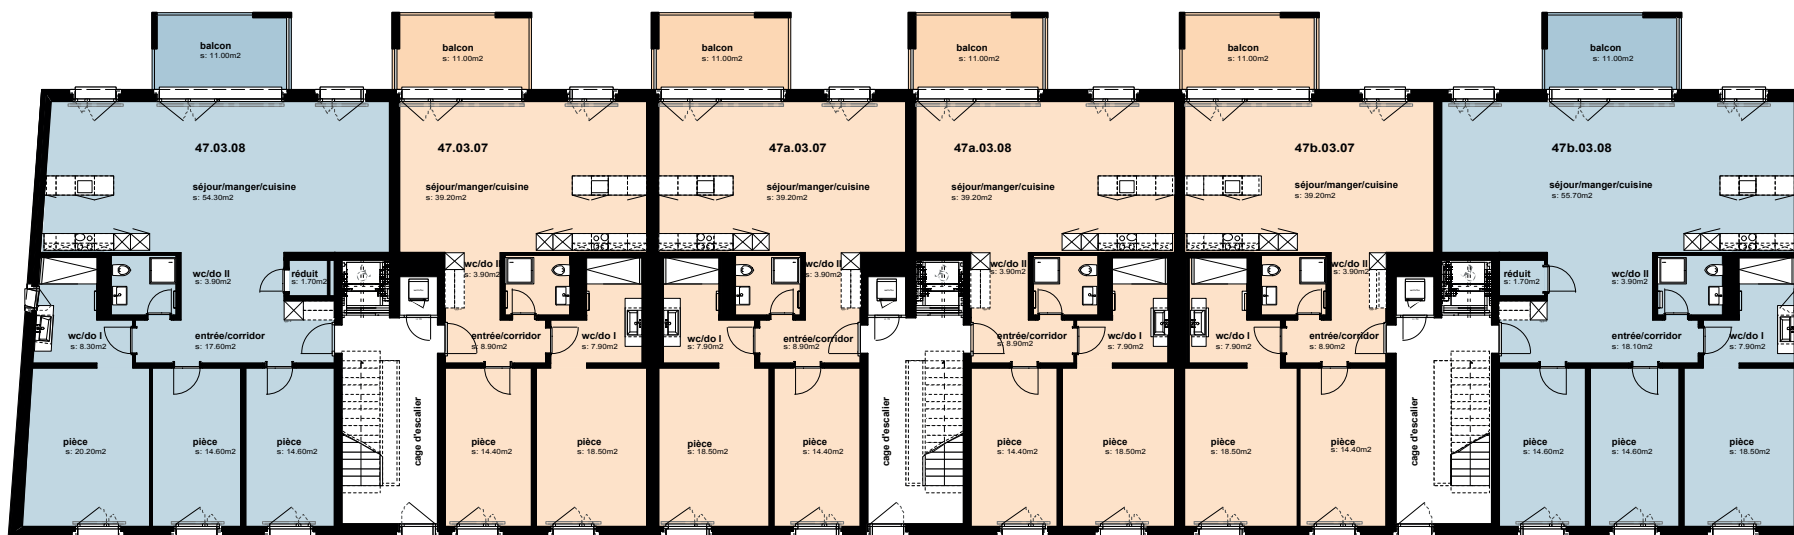 balcon
s: 11.00m2
balcon
s: 11.00m2
balcon
s: 11.00m2
balcon
s: 11.00m2
balcon
s: 11.00m2
balcon
s: 11.00m2
47.03.08
séjour/manger/cuisine
s: 54.30m2
47.03.07
séjour/manger/cuisine
s: 39.20m2
47a.03.07
séjour/manger/cuisine
s: 39.20m2
47a.03.08
séjour/manger/cuisine
s: 39.20m2
47b.03.07
séjour/manger/cuisine
s: 39.20m2
47b.03.08
séjour/manger/cuisine
s: 55.70m2
wc/do II
s: 3.90m2
réduit
s: 1.70m2
wc/do II
s: 3.90m2
wc/do II
s: 3.90m2
wc/do II
s: 3.90m2
wc/do II
s: 3.90m2
réduit
s: 1.70m2
wc/do II
s: 3.90m2
wc/do I
s: 8.30m2
entrée/corridor
s: 17.60m2
entrée/corridor
s: 8.90m2
wc/do I
s: 7.90m2
wc/do I
s: 7.90m2
entrée/corridor
s: 8.90m2
entrée/corridor
s: 8.90m2
wc/do I
s: 7.90m2
wc/do I
s: 7.90m2
entrée/corridor
s: 8.90m2
entrée/corridor
s: 18.10m2
wc/do I
s: 7.90m2
pièce
s: 20.20m2
pièce
s: 14.60m2
pièce
s: 14.60m2
cage d'escalier
pièce
s: 14.40m2
pièce
s: 18.50m2
pièce
s: 18.50m2
pièce
s: 14.40m2
cage d'escalier
pièce
s: 14.40m2
pièce
s: 18.50m2
pièce
s: 18.50m2
pièce
s: 14.40m2
cage d'escalier
pièce
s: 14.60m2
pièce
s: 14.60m2
pièce
s: 18.50m2